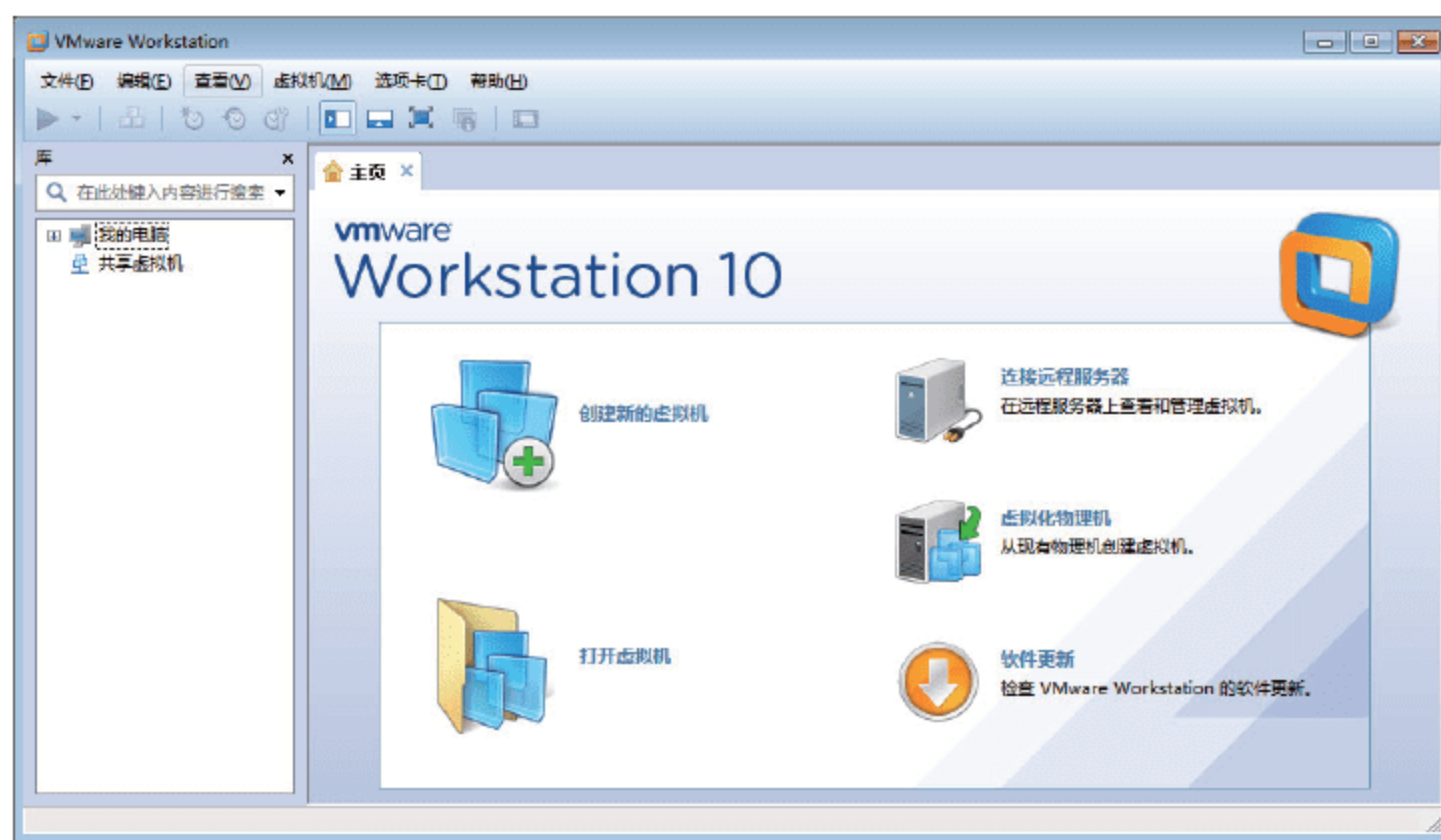 VMware Workstation
文件(F) 编辑(E) 查看(V) 虚拟机(M) 选项卡(T) 帮助(H)
库
在此处键入内容进行搜索
我的电脑
共享虚拟机
主页
vmware
Workstation 10
创建新的虚拟机
连接远程服务器
在远程服务器上查看和管理虚拟机。
虚拟化物理机
从现有物理机创建虚拟机。
打开虚拟机
软件更新
检查 VMware Workstation 的软件更新。